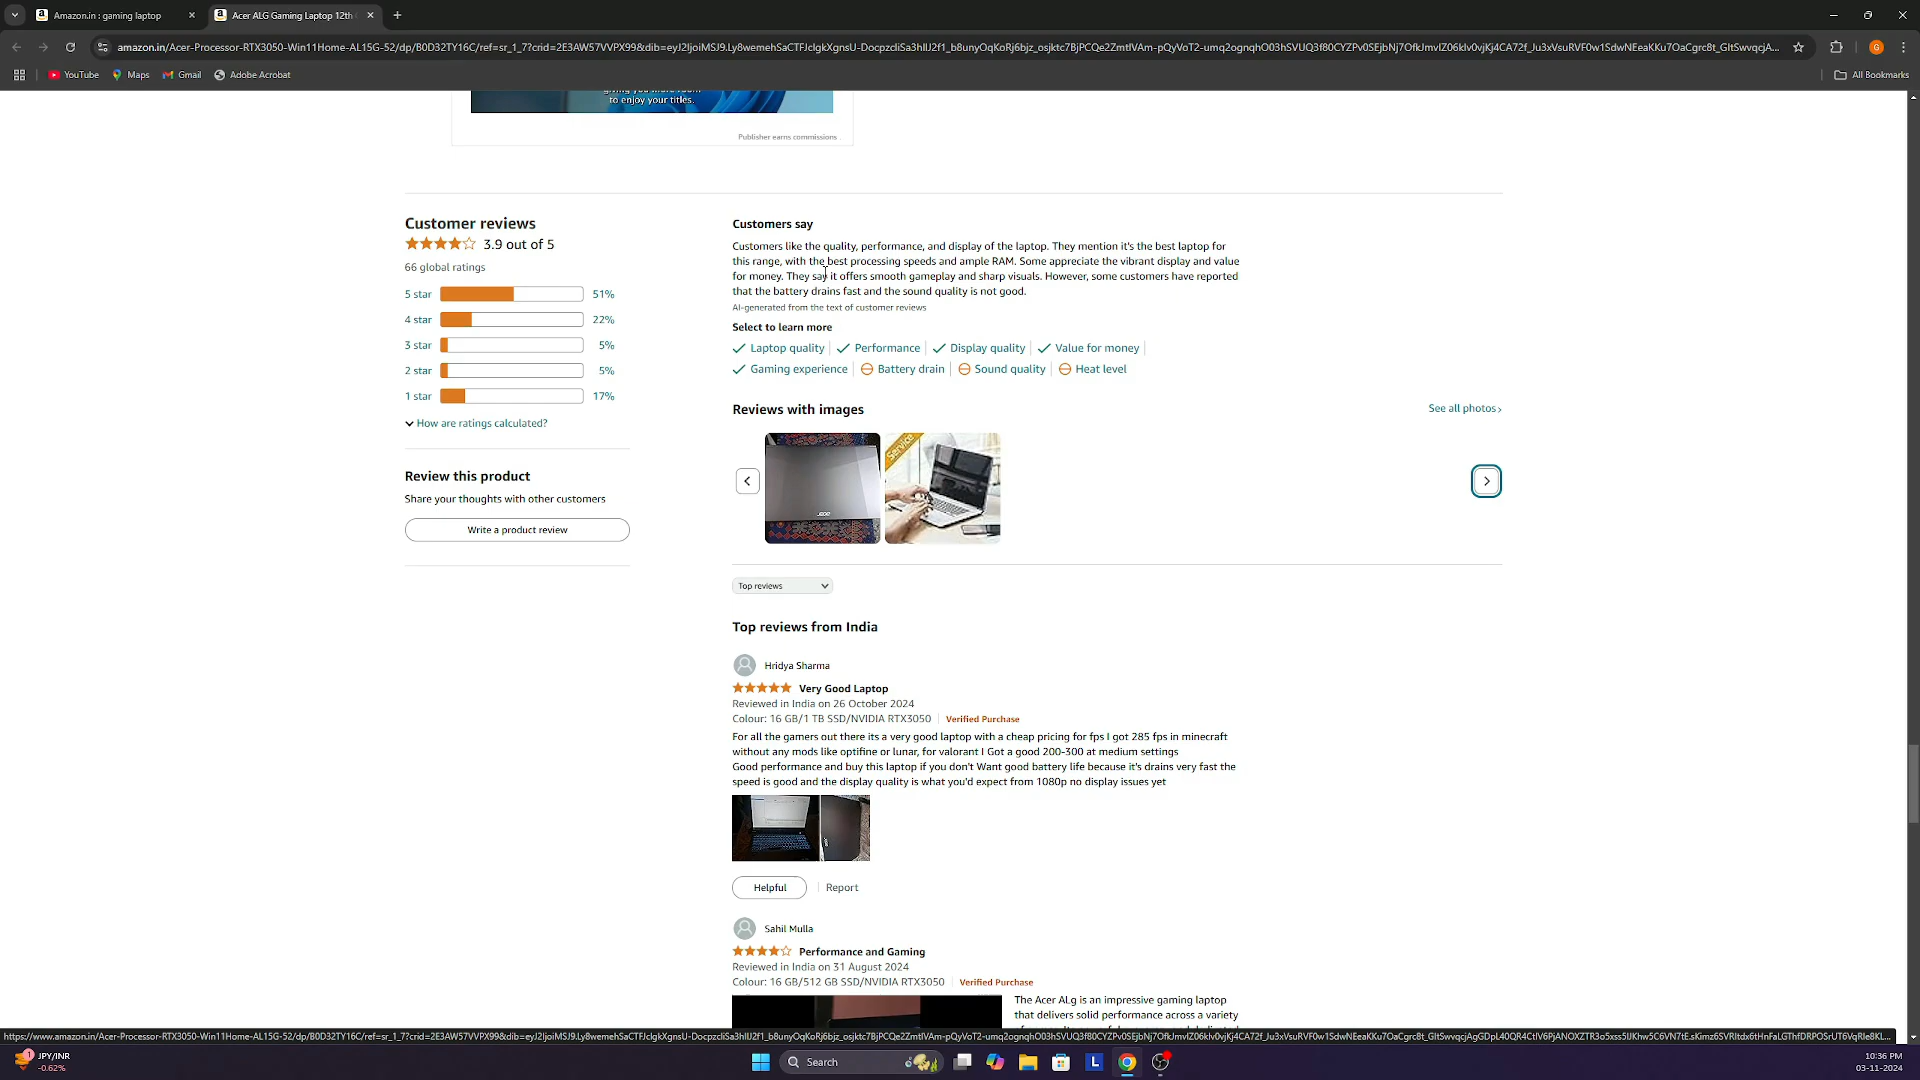 Amazon.in : gaming laptop
Acer ALG Gaming Laptop 12th
YouTube
Maps
Gmail
Adobe Acrobat
All Bookmarks
to enjoy your titles.
Publisher earns commissions.
Customer reviews
3.9 out of 5
66 global ratings
5 star 51%
4 star 22%
3 star 5%
2 star 5%
1 star 17%
How are ratings calculated?
Review this product
Share your thoughts with other customers
Write a product review
Customers say
Customers like the quality, performance, and display of the laptop. They mention it's the best laptop for
this range, with the best processing speeds and ample RAM. Some appreciate the vibrant display and value
for money. They say it offers smooth gameplay and sharp visuals. However, some customers have reported
that the battery drains fast and the sound quality is not good.
AI-generated from the text of customer reviews
Select to learn more
Laptop quality Performance Display quality Value for money
Gaming experience Battery drain Sound quality Heat level
Reviews with images
See all photos
Service
acer
Top reviews
Top reviews from India
Hridya Sharma
Very Good Laptop
Reviewed in India on 26 October 2024
Colour: 16 GB/1 TB SSD/NVIDIA RTX3050 Verified Purchase
For all the gamers out there its a very good laptop with a cheap pricing for fps I got 285 fps in minecraft
without any mods like optifine or lunar, for valorant I Got a good 200-300 at medium settings
Good performance and buy this laptop if you don't Want good battery life because it's drains very fast the
speed is good and the display quality is what you'd expect from 1080p no display issues yet
Helpful
Report
Sahil Mulla
Performance and Gaming
Reviewed in India on 31 August 2024
Colour: 16 GB/512 GB SSD/NVIDIA RTX3050 Verified Purchase
The Acer ALg is an impressive gaming laptop
that delivers solid performance across a variety
JPY/INR
-0.62%
Search
10:36 PM
03-11-2024